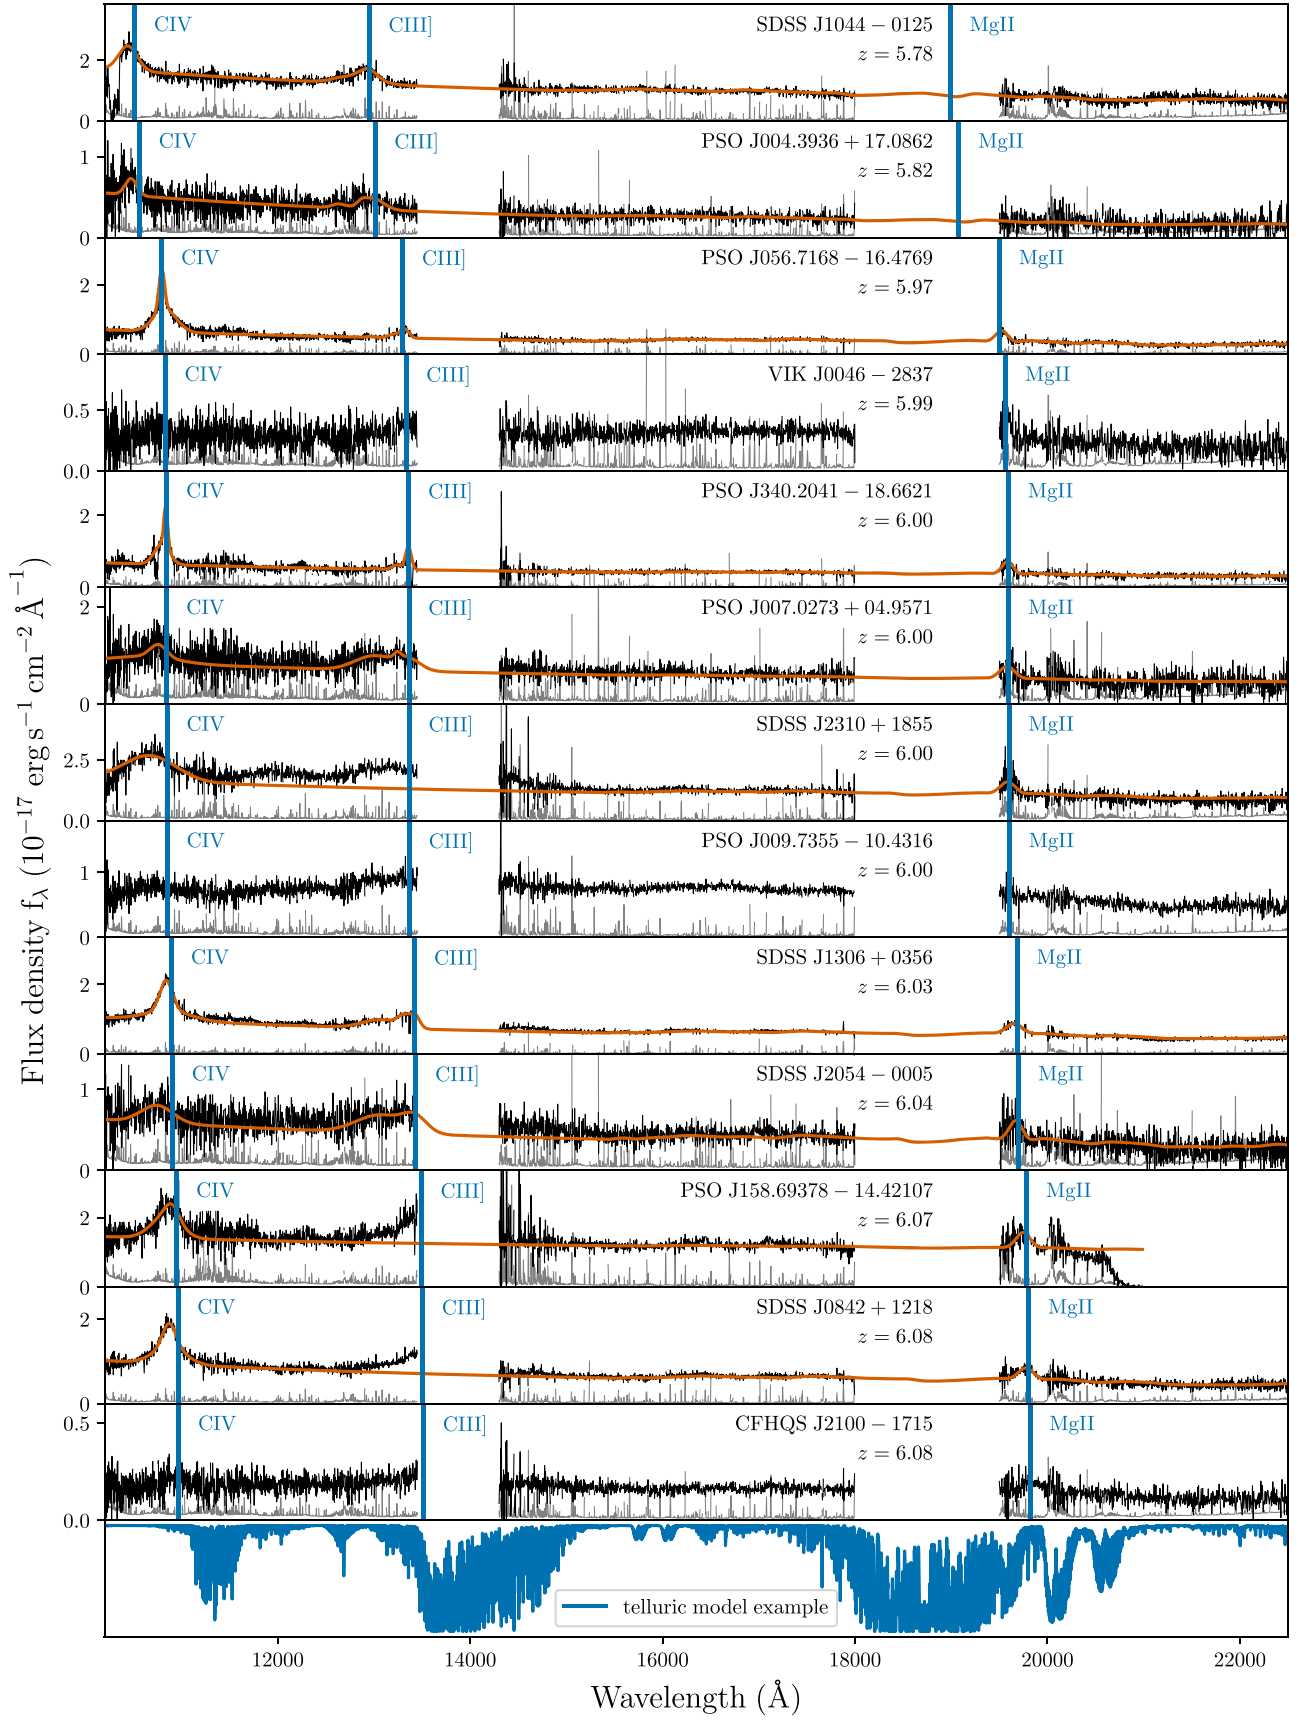 CIV CIII] SDSS J1044 − 0125 MgII
z = 5.78
2
0
CIV CIII] PSO J004.3936 + 17.0862 MgII
z = 5.82
1
0
CIV CIII] PSO J056.7168 − 16.4769 MgII
z = 5.97
2
0
CIV CIII] VIK J0046 − 2837 MgII
z = 5.99
0.5
0.0
CIV CIII] PSO J340.2041 − 18.6621 MgII
z = 6.00
2
0
CIV CIII] PSO J007.0273 + 04.9571 MgII
z = 6.00
2
0
CIV CIII] SDSS J2310 + 1855 MgII
z = 6.00
2.5
0.0
CIV CIII] PSO J009.7355 − 10.4316 MgII
z = 6.00
1
0
CIV CIII] SDSS J1306 + 0356 MgII
z = 6.03
2
0
CIV CIII] SDSS J2054 − 0005 MgII
z = 6.04
1
0
CIV CIII] PSO J158.69378 − 14.42107 MgII
z = 6.07
2
0
CIV CIII] SDSS J0842 + 1218 MgII
z = 6.08
2
0
CIV CIII] CFHQS J2100 − 1715 MgII
z = 6.08
0.5
0.0
telluric model example
12000 14000 16000 18000 20000 22000
Wavelength (Å)
Flux density f_λ (10⁻¹⁷ erg s⁻¹ cm⁻² Å⁻¹)